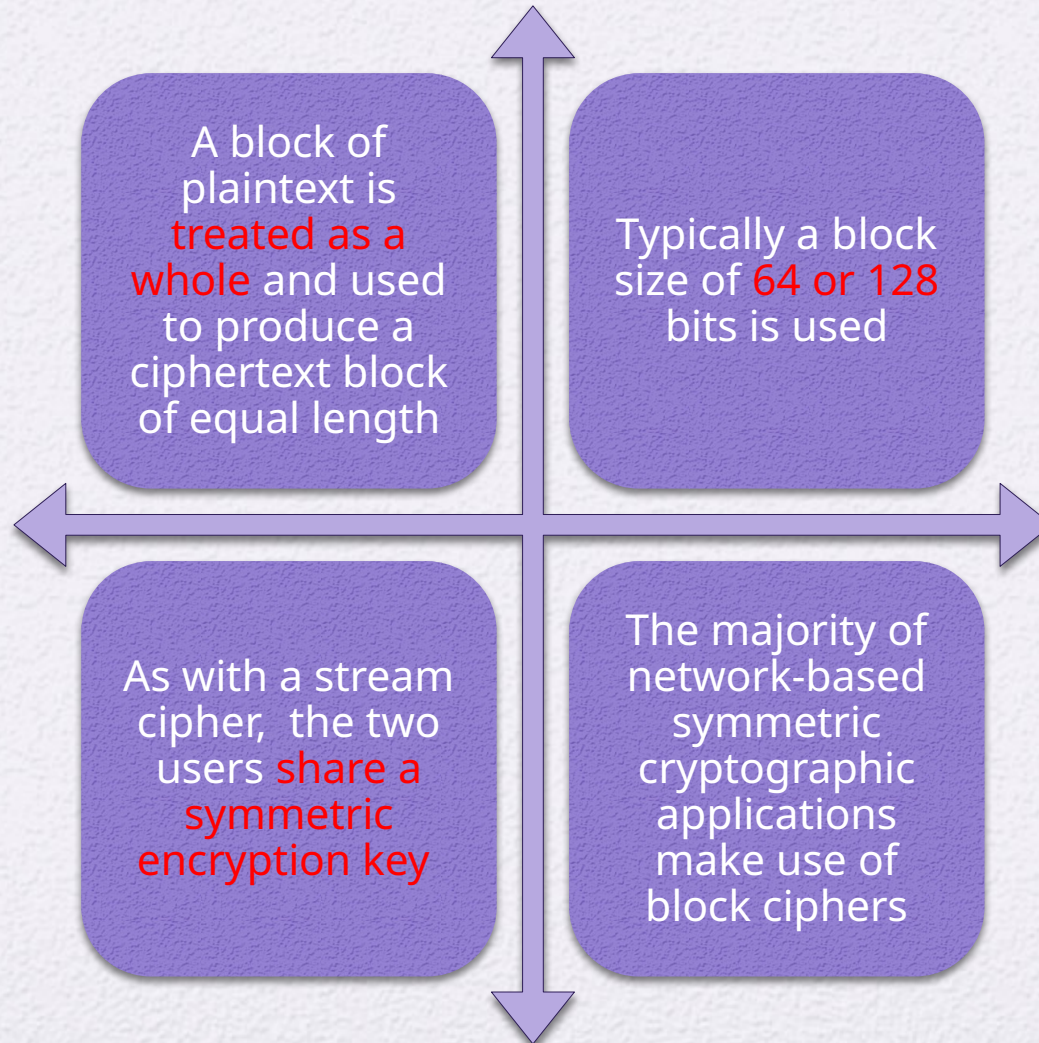 A block of
plaintext is
treated as a
whole and used
to produce a
ciphertext block
of equal length
Typically a block
size of 64 or 128
bits is used
As with a stream
cipher,  the two
users share a
symmetric
encryption key
The majority of
network-based
symmetric
cryptographic
applications
make use of
block ciphers